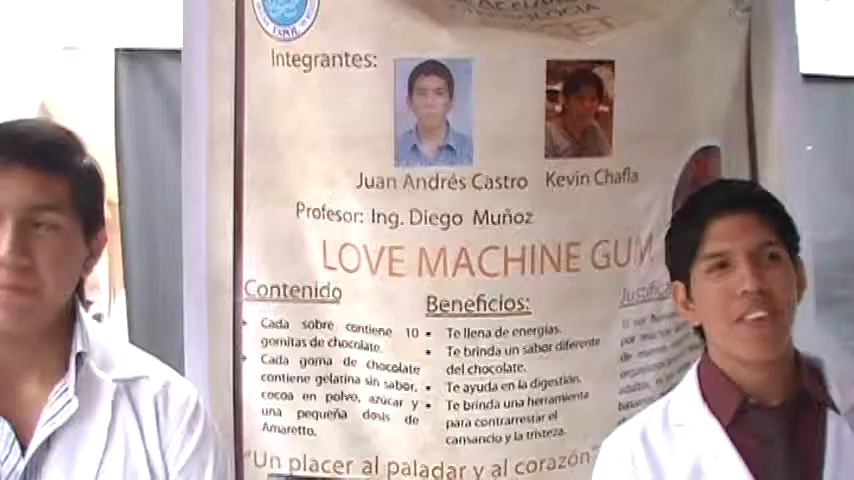 ESPOL
TECNOLOGÍA
Integrantes:
Juan Andrés Castro Kevin Chafla
Profesor: Ing. Diego Muñoz
LOVE MACHINE GUM
Contenido
• Cada sobre contiene 10
gomitas de chocolate.
• Cada goma de chocolate
contiene gelatina sin sabor,
cocoa en polvo, azúcar y
una pequeña dosis de
Amaretto.
Beneficios:
• Te llena de energías.
• Te brinda un sabor diferente
del chocolate.
• Te ayuda en la digestión.
• Te brinda una herramienta
para contrarrestar el
cansancio y la tristeza.
"Un placer al paladar y al corazón"